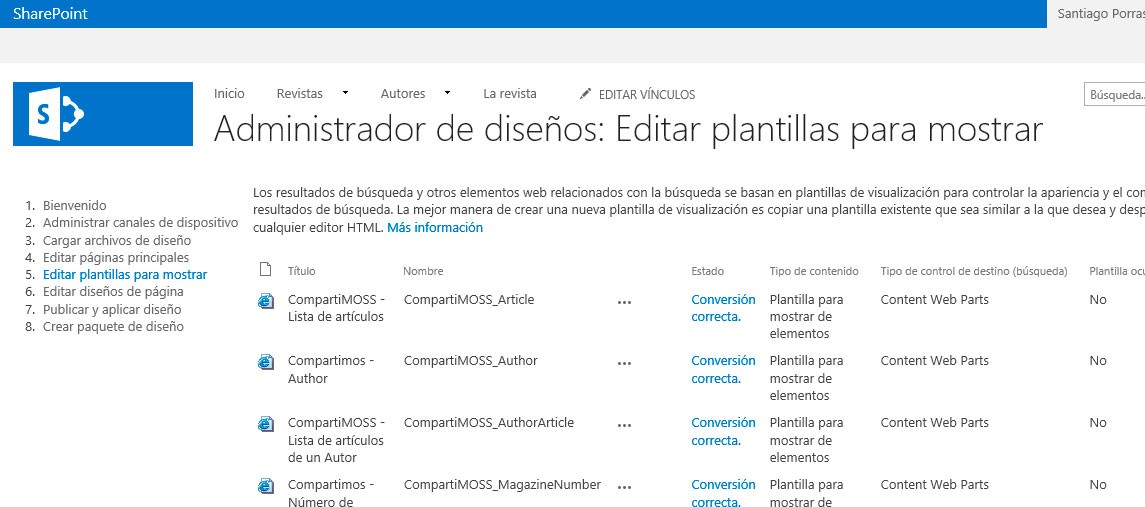 SharePoint
Santiago Porras
Inicio Revistas Autores La revista EDITAR VÍNCULOS
Búsqueda...
Administrador de diseños: Editar plantillas para mostrar
1. Bienvenido
2. Administrar canales de dispositivo
3. Cargar archivos de diseño
4. Editar páginas principales
5. Editar plantillas para mostrar
6. Editar diseños de página
7. Publicar y aplicar diseño
8. Crear paquete de diseño
Los resultados de búsqueda y otros elementos web relacionados con la búsqueda se basan en plantillas de visualización para controlar la apariencia y el com
resultados de búsqueda. La mejor manera de crear una nueva plantilla de visualización es copiar una plantilla existente que sea similar a la que desea y desp
cualquier editor HTML. Más información
Título Nombre Estado Tipo de contenido Tipo de control de destino (búsqueda) Plantilla ocu
CompartiMOSS - CompartiMOSS_Article ... Conversión Plantilla para Content Web Parts No
Lista de artículos correcta. mostrar de
elementos
Compartimos - CompartiMOSS_Author ... Conversión Plantilla para Content Web Parts No
Author correcta. mostrar de
elementos
CompartiMOSS - CompartiMOSS_AuthorArticle ... Conversión Plantilla para Content Web Parts No
Lista de artículos correcta. mostrar de
de un Autor elementos
Compartimos - CompartiMOSS_MagazineNumber ... Conversión Plantilla para Content Web Parts No
Número de correcta. mostrar de